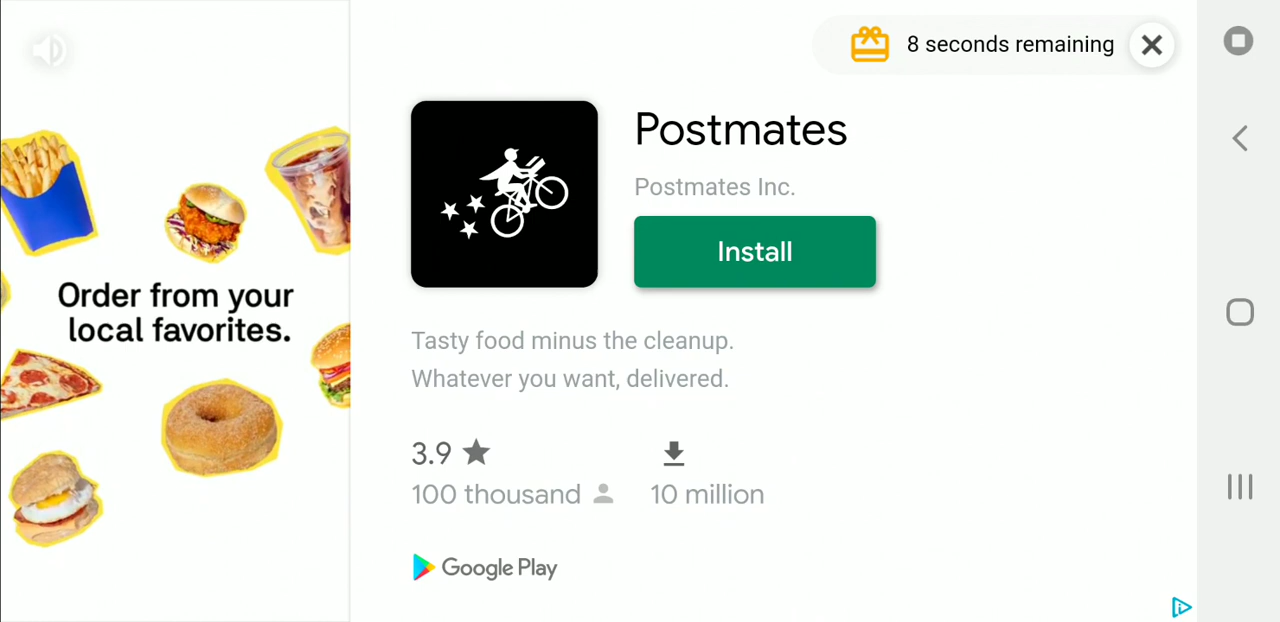 8 seconds remaining
Order from your
local favorites.
Postmates
Postmates Inc.
Install
Tasty food minus the cleanup.
Whatever you want, delivered.
3.9
100 thousand
10 million
Google Play